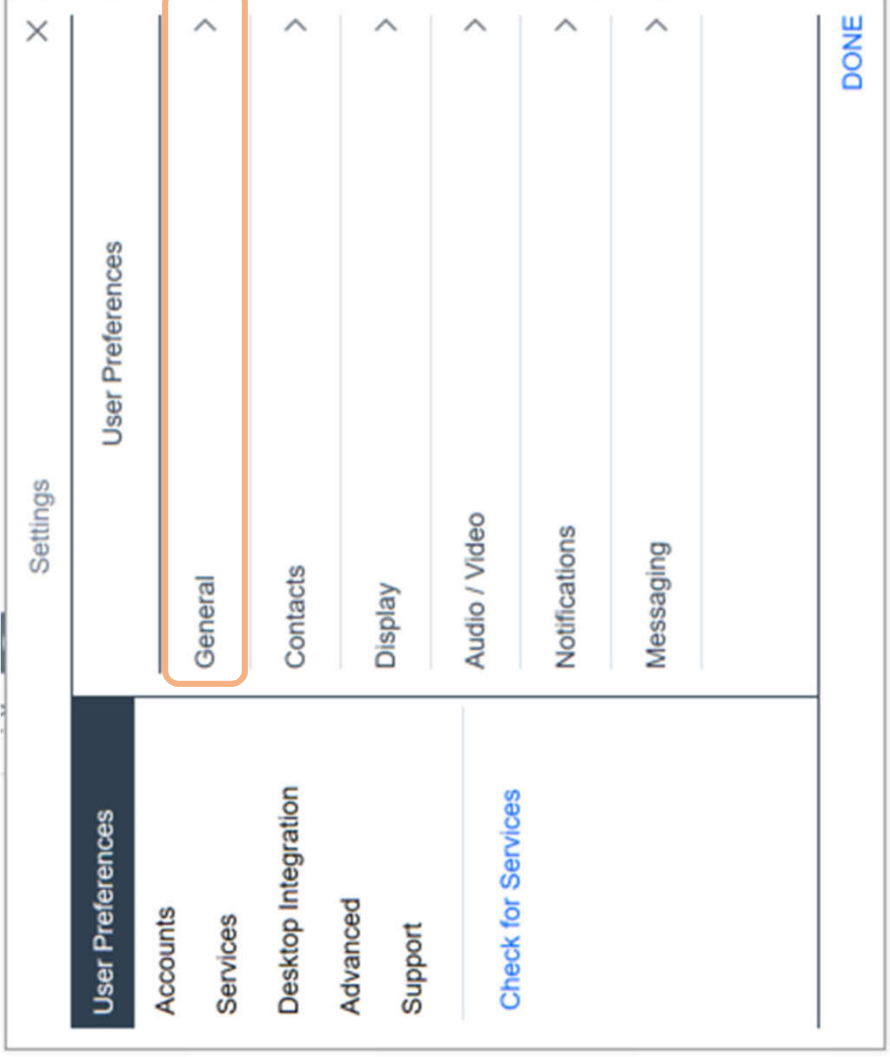 Settings
User Preferences
Accounts
Services
Desktop Integration
Advanced
Support
Check for Services
User Preferences
General
Contacts
Display
Audio / Video
Notifications
Messaging
DONE